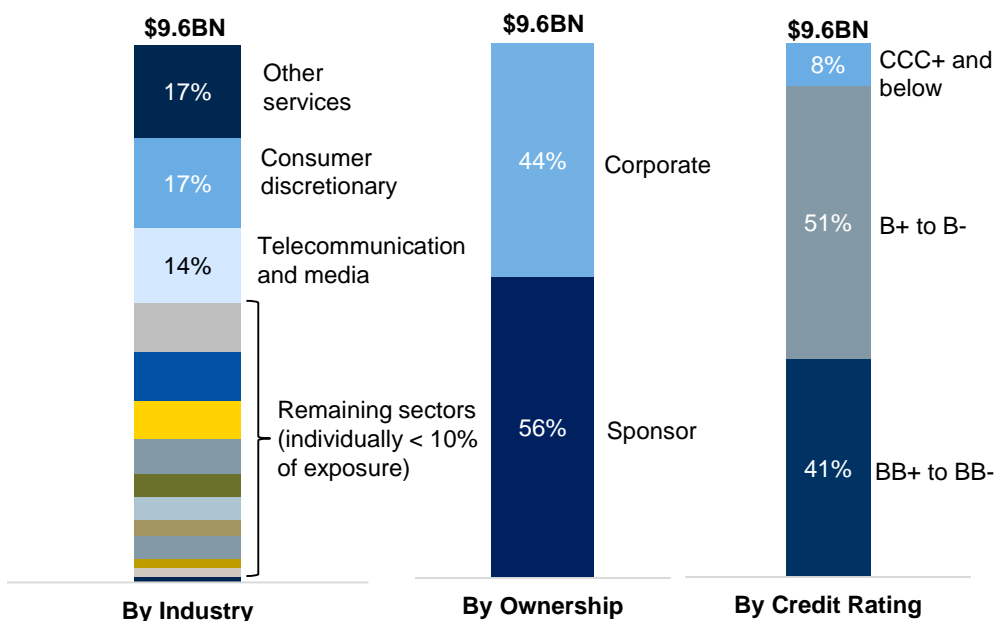 $9.6BN
17%
Other
services
17%
Consumer
discretionary
14%
Telecommunication
and media
Remaining sectors
(individually < 10%
of exposure)
By Industry
$9.6BN
44%
Corporate
56%
Sponsor
By Ownership
$9.6BN
8%
CCC+ and
below
51%
B+ to B-
41%
BB+ to BB-
By Credit Rating